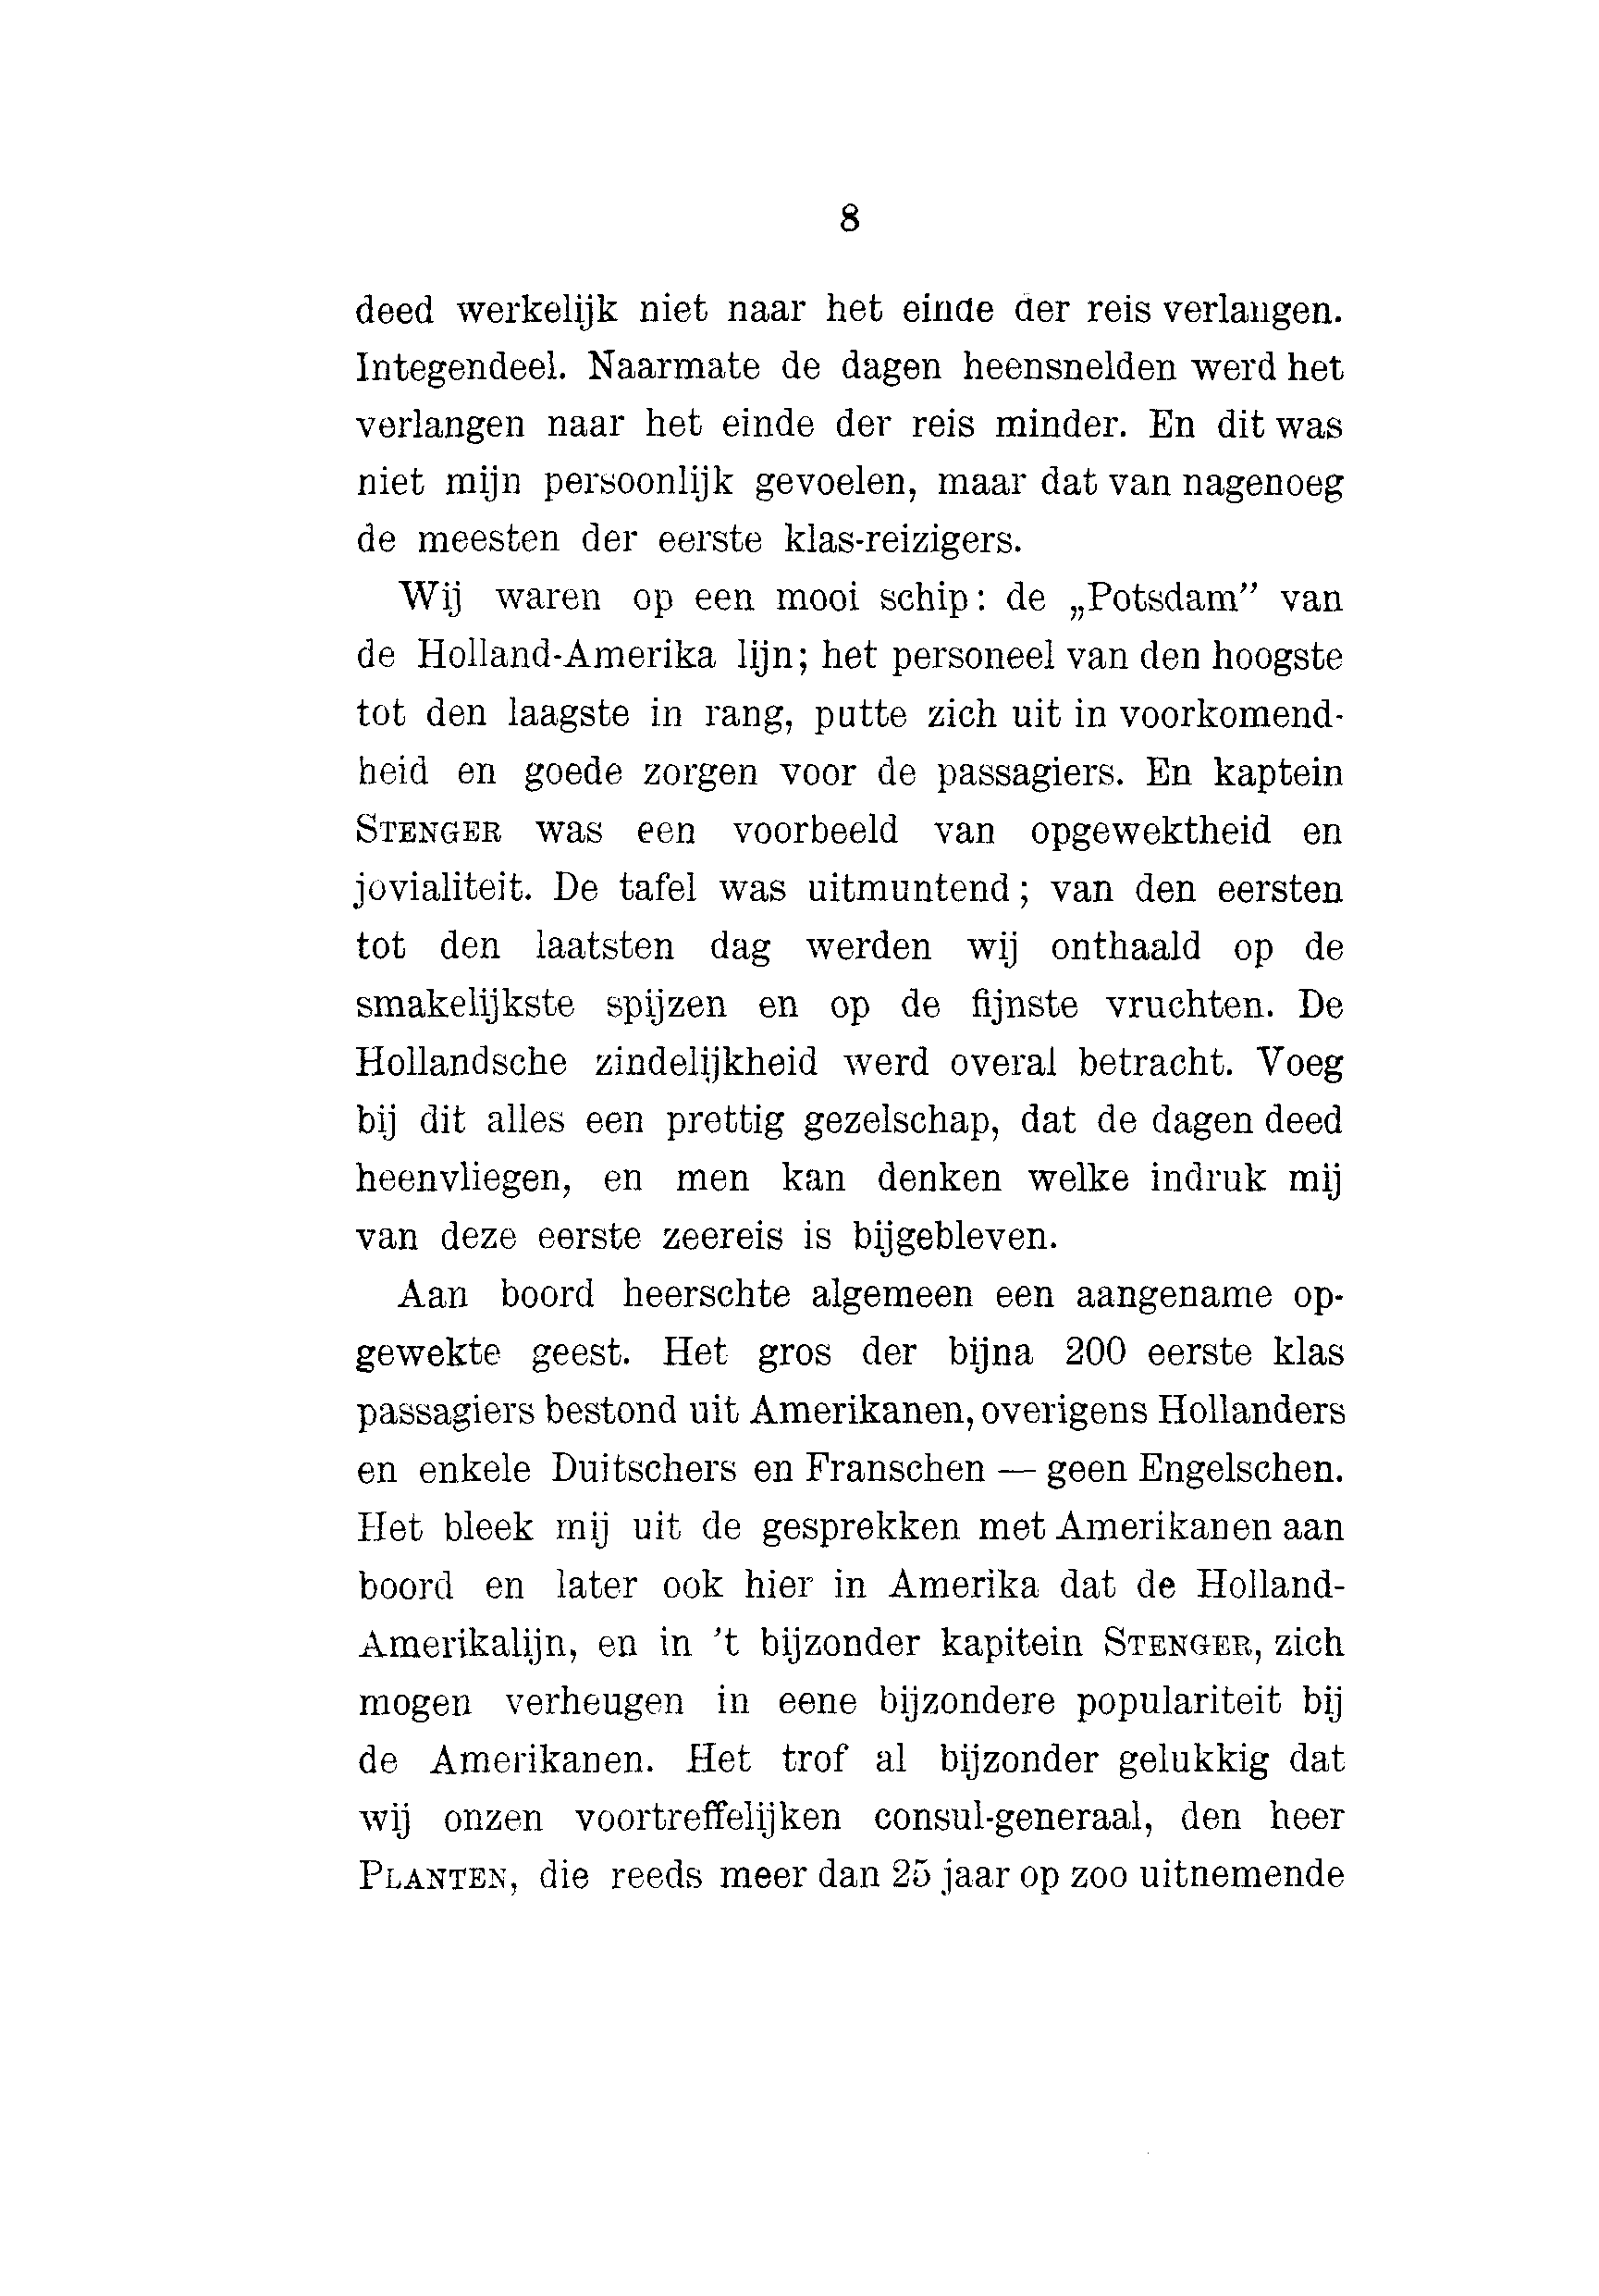 8
deed werkelijk niet naar het einde der reis verlangen.
Integendeel. Naarmate de dagen heensnelden werd het
verlangen naar het einde der reis minder. En dit was
niet mijn persoonlijk gevoelen, maar dat van nagenoeg
de meesten der eerste klas-reizigers.
Wij waren op een mooi schip: de „Potsdam” van
de Holland-Amerika lijn; het personeel van den hoogste
tot den laagste in rang, putte zich uit in voorkomend-
heid en goede zorgen voor de passagiers. En kaptein
STENGER was een voorbeeld van opgewektheid en
jovialiteit. De tafel was uitmuntend; van den eersten
tot den laatsten dag werden wij onthaald op de
smakelijkste spijzen en op de fijnste vruchten. De
Hollandsche zindelijkheid werd overal betracht. Voeg
bij dit alles een prettig gezelschap, dat de dagen deed
heenvliegen, en men kan denken welke indruk mij
van deze eerste zeereis is bijgebleven.
Aan boord heerschte algemeen een aangename op-
gewekte geest. Het gros der bijna 200 eerste klas
passagiers bestond uit Amerikanen, overigens Hollanders
en enkele Duitschers en Franschen — geen Engelschen.
Het bleek mij uit de gesprekken met Amerikanen aan
boord en later ook hier in Amerika dat de Holland-
Amerikalijn, en in 't bijzonder kapitein STENGER, zich
mogen verheugen in eene bijzondere populariteit bij
de Amerikanen. Het trof al bijzonder gelukkig dat
wij onzen voortreffelijken consul-generaal, den heer
PLANTEN, die reeds meer dan 25 jaar op zoo uitnemende